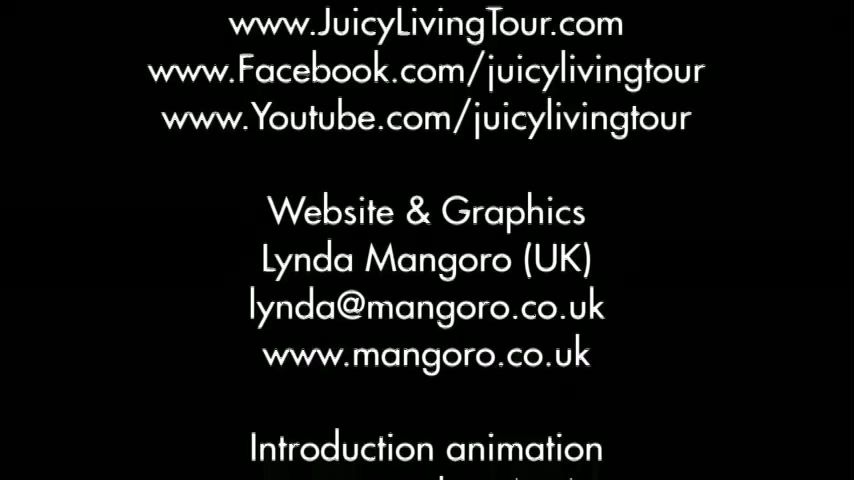 www.JuicyLivingTour.com
www.Facebook.com/juicylivingtour
www.Youtube.com/juicylivingtour
Website & Graphics
Lynda Mangoro (UK)
lynda@mangoro.co.uk
www.mangoro.co.uk
Introduction animation